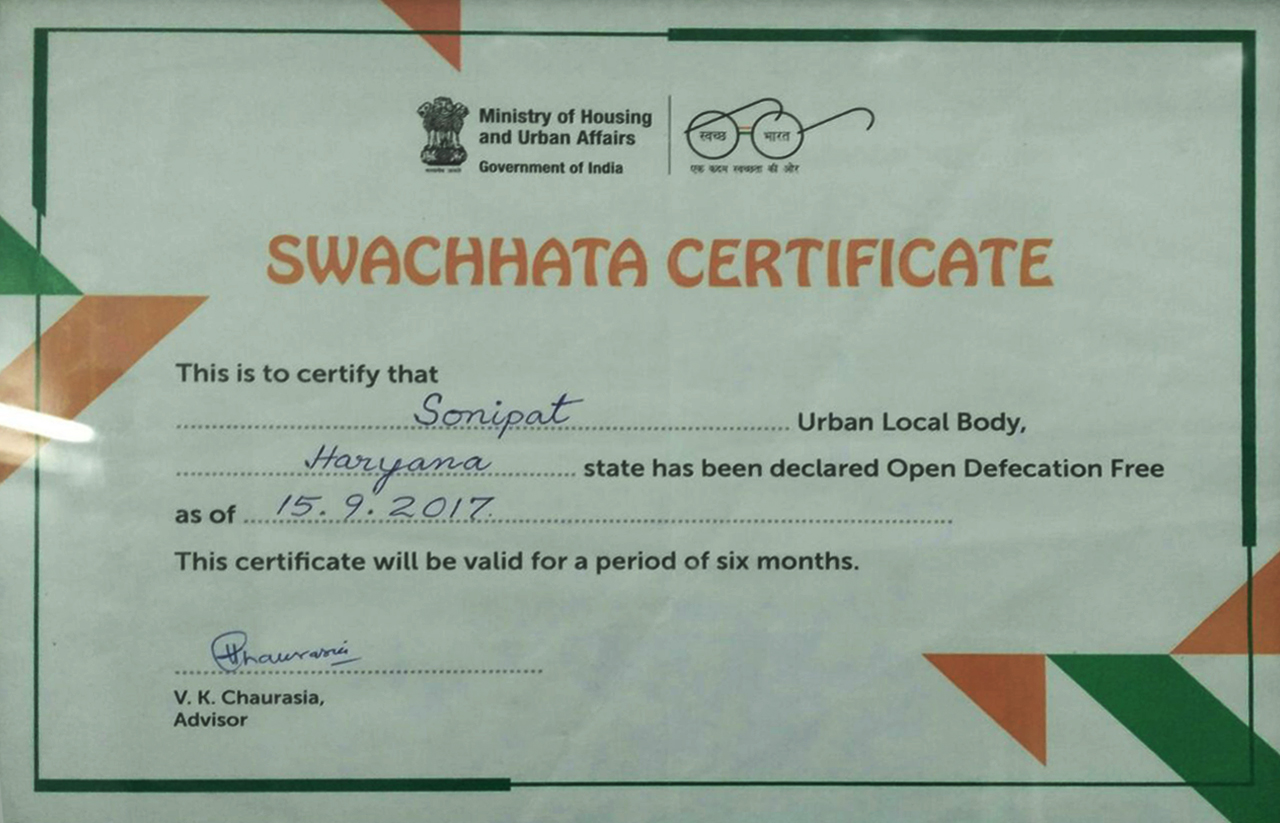 Ministry of Housing
and Urban Affairs
Government of India
स्वच्छ भारत
एक कदम स्वच्छता की ओर
SWACHHATA CERTIFICATE
This is to certify that
Sonipat Urban Local Body,
Haryana state has been declared Open Defecation Free
as of 15.9.2017.
This certificate will be valid for a period of six months.
Chaurasia
V. K. Chaurasia,
Advisor